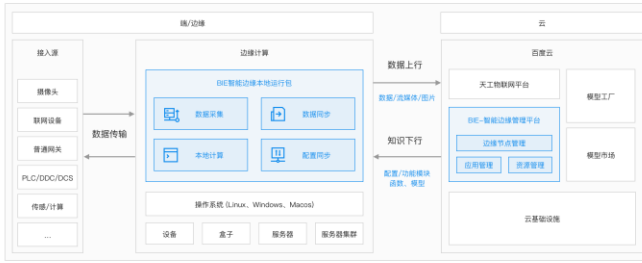 端/边缘
云
接入源
摄像头
联网设备
普通网关
PLC/DDC/DCS
传感/计算
...
数据传输
边缘计算
BIE智能边缘本地运行包
数据采集
数据同步
本地计算
配置同步
操作系统 (Linux、Windows、Macos)
设备
盒子
服务器
服务器集群
数据上行
数据/流媒体/图片
知识下行
配置/功能模块
函数、模型
百度云
天工物联网平台
BIE-智能边缘管理平台
边缘节点管理
应用管理
资源管理
模型工厂
模型市场
云基础设施